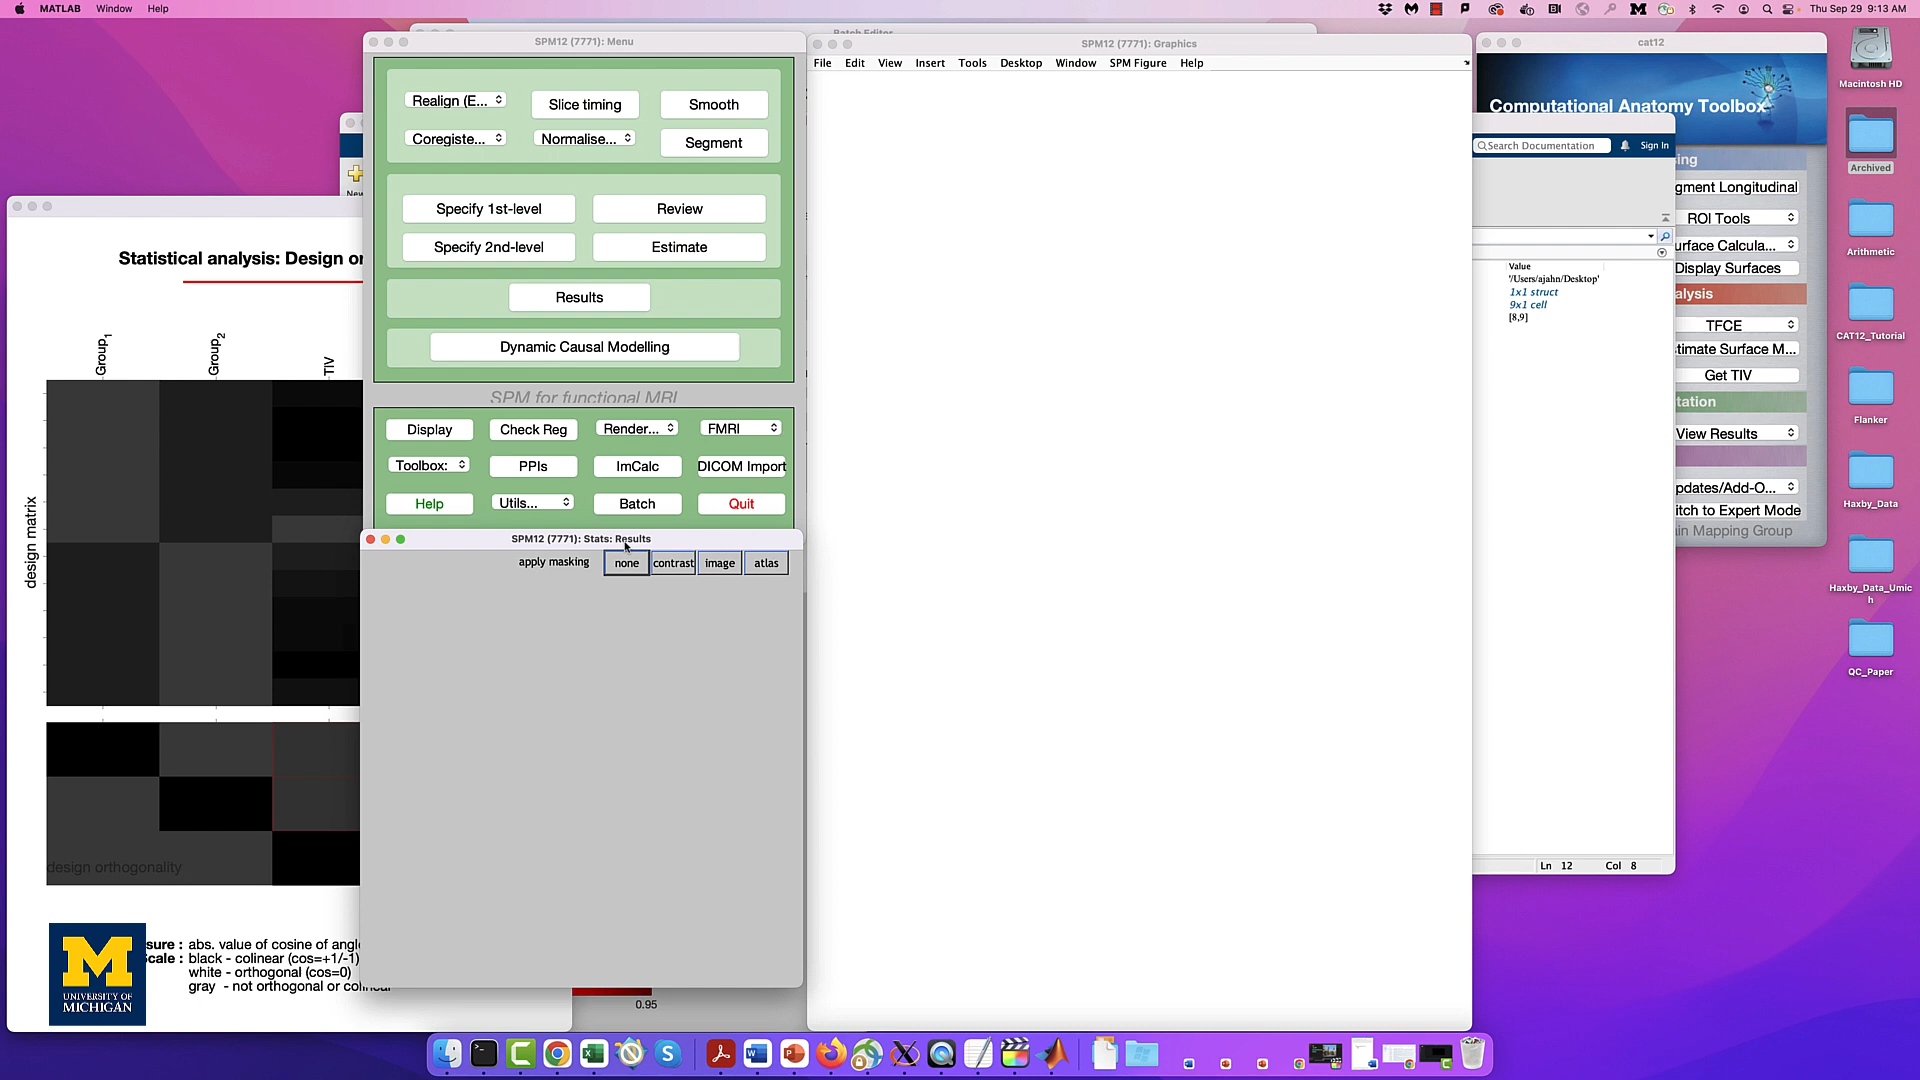 MATLAB Window Help
Thu Sep 29 9:13 AM
Batch Editor
SPM12 (7771): Menu
Realign (E...
Slice timing
Smooth
Coregiste...
Normalise...
Segment
Specify 1st-level
Review
Specify 2nd-level
Estimate
Results
Dynamic Causal Modelling
SPM for functional MRI
Display
Check Reg
Render...
FMRI
Toolbox:
PPIs
ImCalc
DICOM Import
Help
Utils...
Batch
Quit
SPM12 (7771): Stats: Results
apply masking
none
contrast
image
atlas
SPM12 (7771): Graphics
File Edit View Insert Tools Desktop Window SPM Figure Help
cat12
Computational Anatomy Toolbox
Search Documentation
Sign In
Value
'/Users/ajahn/Desktop'
1x1 struct
9x1 cell
[8,9]
Ln 12 Col 8
sing
gment Longitudinal
ROI Tools
urface Calcula...
Display Surfaces
alysis
TFCE
timate Surface M...
Get TIV
tation
View Results
pdates/Add-O...
itch to Expert Mode
in Mapping Group
Macintosh HD
Archived
Arithmetic
CAT12_Tutorial
Flanker
Haxby_Data
Haxby_Data_Umic
h
QC_Paper
Statistical analysis: Design or
Group1
Group2
TIV
design matrix
design orthogonality
sure : abs. value of cosine of angl
cale : black - colinear (cos=+1/-1)
white - orthogonal (cos=0)
gray - not orthogonal or colinear
0.95
M
UNIVERSITY OF
MICHIGAN